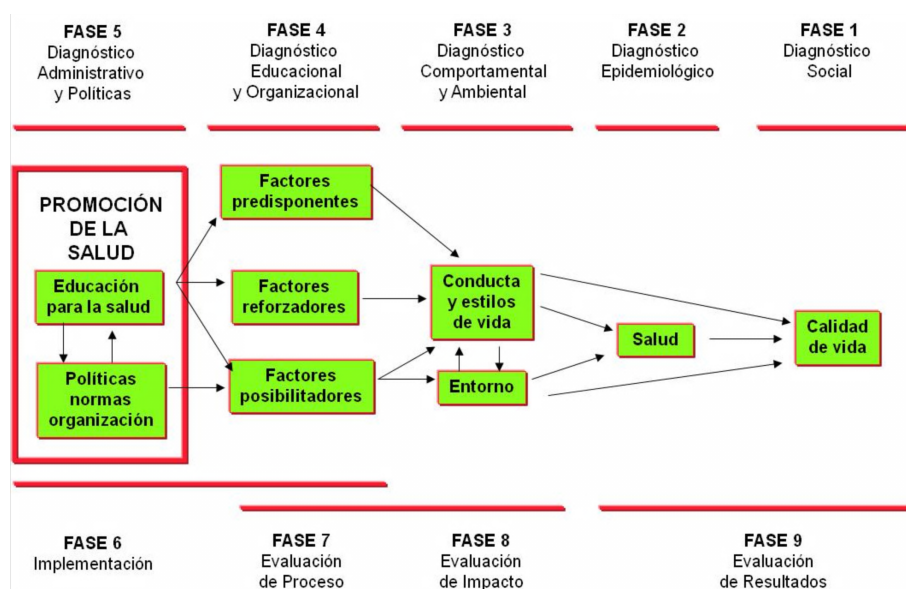 FASE 5
Diagnóstico
Administrativo
y Políticas
FASE 4
Diagnóstico
Educacional
y Organizacional
FASE 3
Diagnóstico
Comportamental
y Ambiental
FASE 2
Diagnóstico
Epidemiológico
FASE 1
Diagnóstico
Social
PROMOCIÓN
DE LA
SALUD
Educación
para la salud
Políticas
normas
organización
Factores
predisponentes
Factores
reforzadores
Factores
posibilitadores
Conducta
y estilos
de vida
Entorno
Salud
Calidad
de vida
FASE 6
Implementación
FASE 7
Evaluación
de Proceso
FASE 8
Evaluación
de Impacto
FASE 9
Evaluación
de Resultados